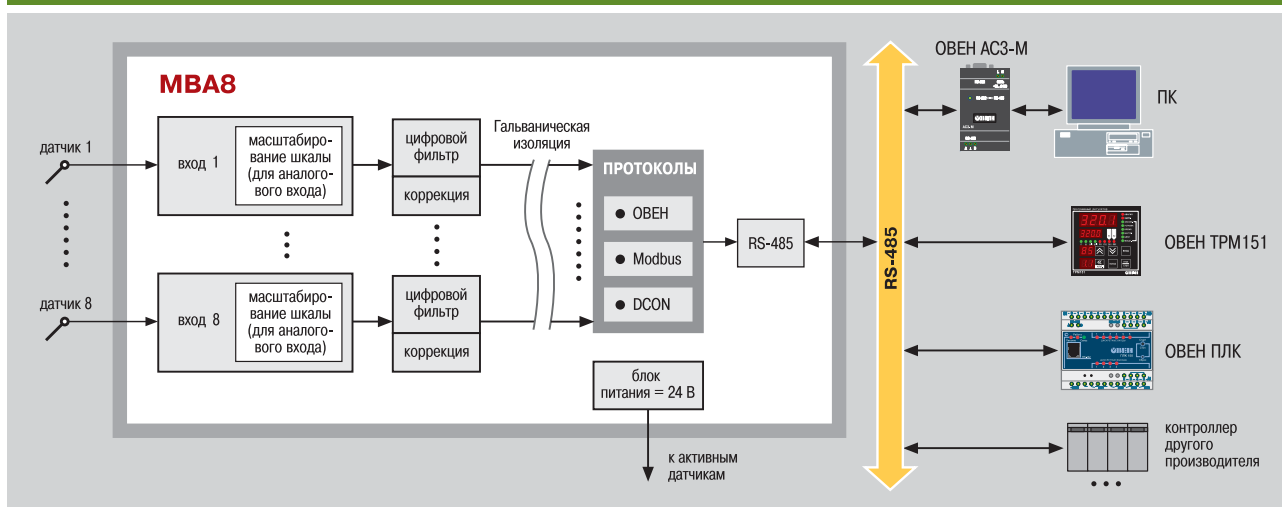 МВА8
датчик 1
вход 1
масштабиро-
вание шкалы
(для аналого-
вого входа)
цифровой
фильтр
коррекция
Гальваническая
изоляция
датчик 8
вход 8
масштабиро-
вание шкалы
(для аналого-
вого входа)
цифровой
фильтр
коррекция
ПРОТОКОЛЫ
● ОВЕН
● Modbus
● DCON
RS-485
блок
питания = 24 В
к активным
датчикам
RS-485
ОВЕН АС3-М
ПК
ОВЕН ТРМ151
ОВЕН ПЛК
контроллер
другого
производителя